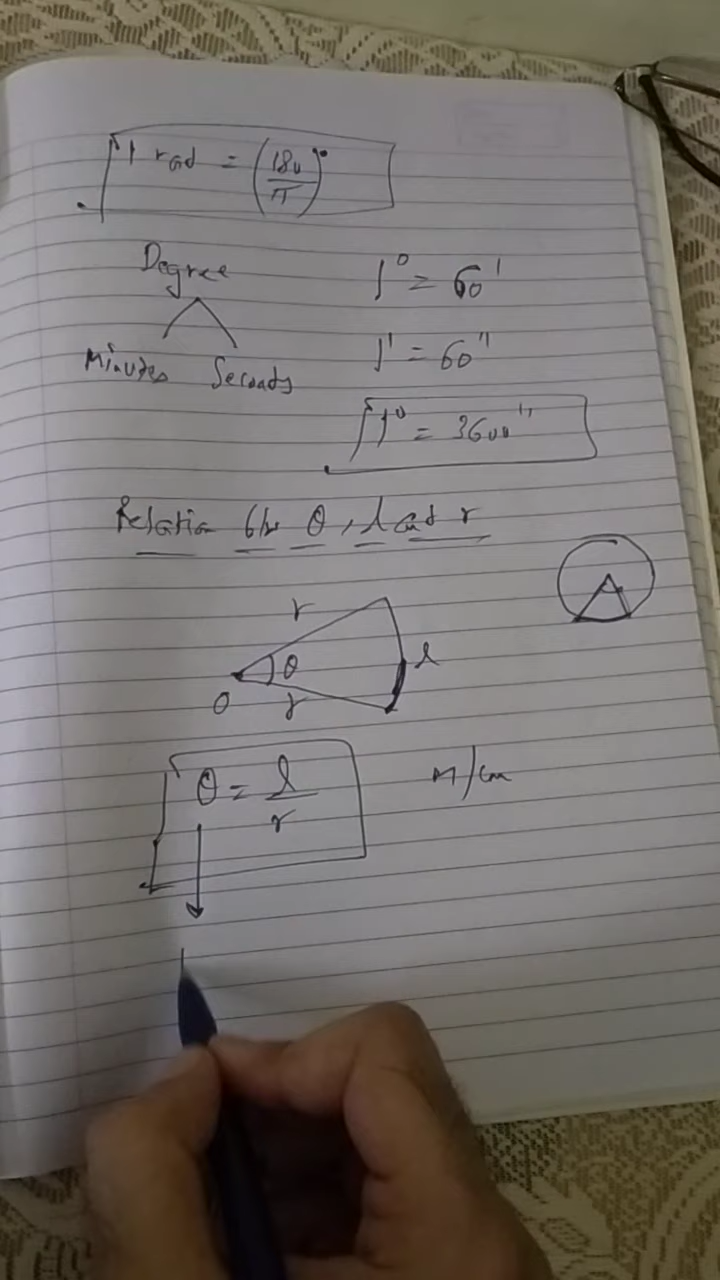 1 rad = (180/π)°
Degree
Minutes Seconds
1° = 60'
1' = 60"
1° = 3600"
Relation b/w θ, l and r
r
θ
l
O
r
θ = l/r
m/cm